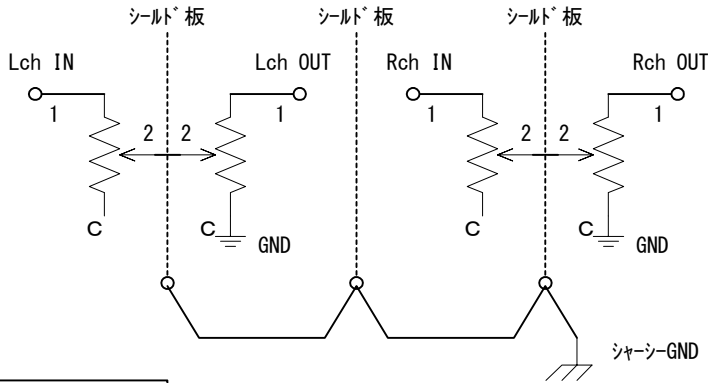 シールド板 シールド板 シールド板
Lch IN Lch OUT Rch IN Rch OUT
1 1 1 1
2 2 2 2
C C GND C C GND
シャーシーGND